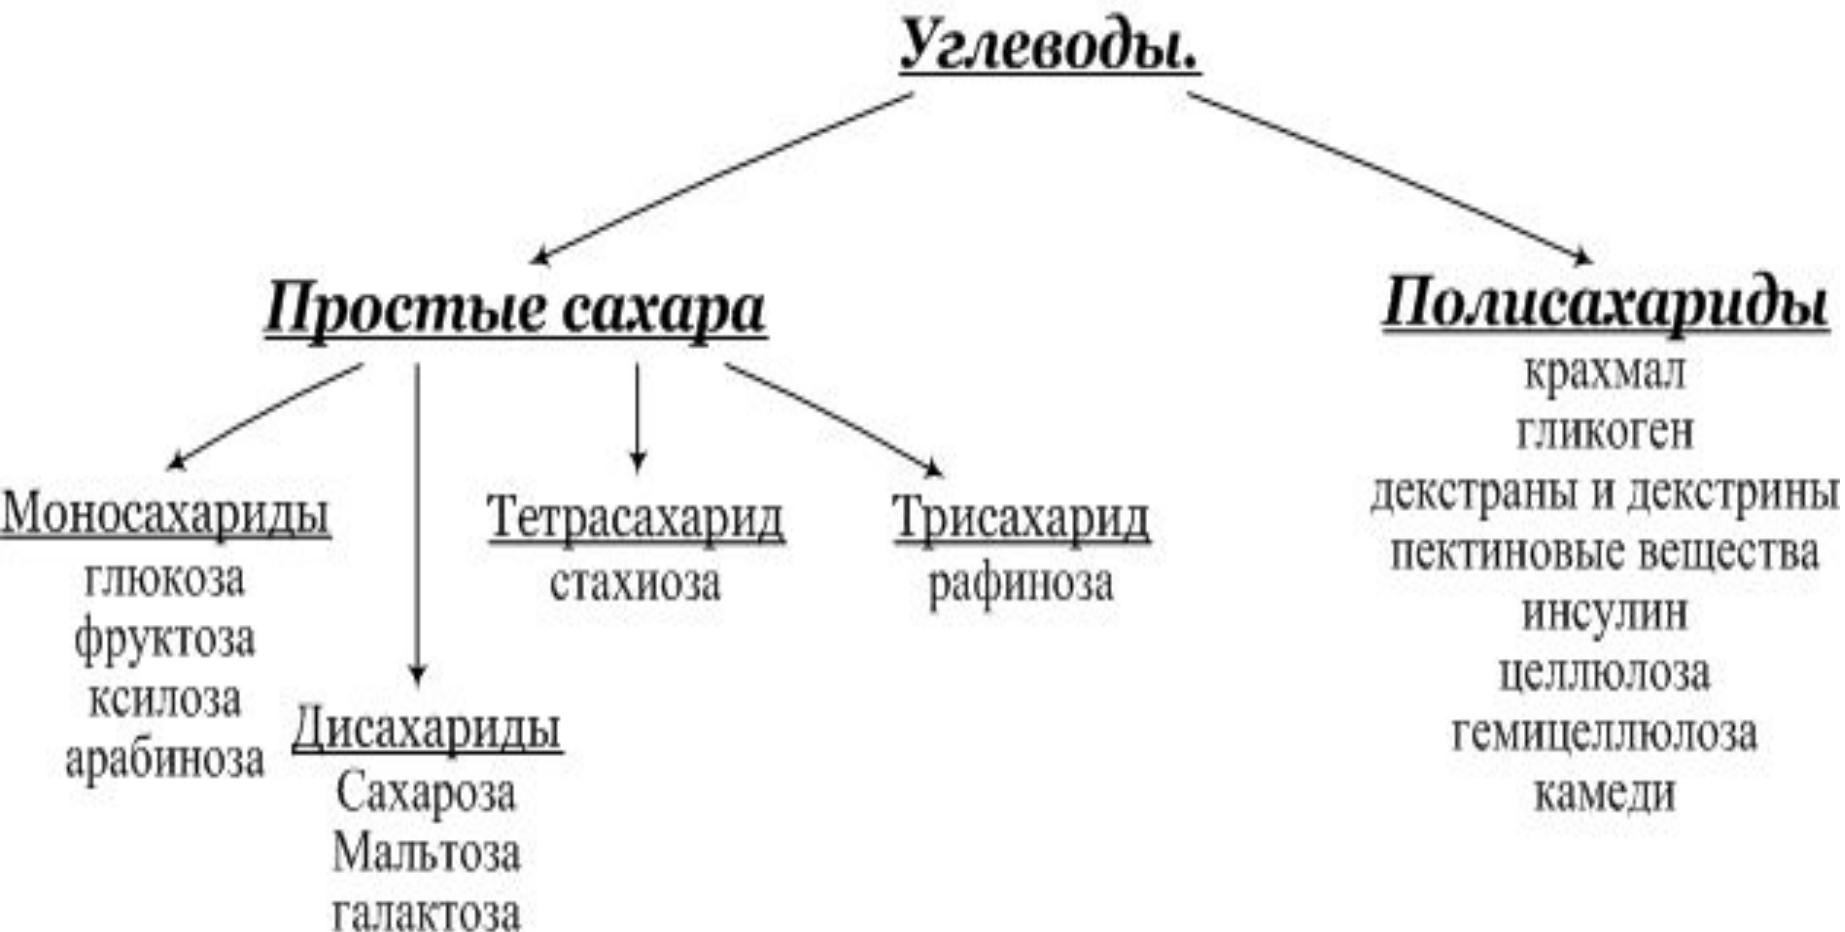 Углеводы.
Простые сахара
Моносахариды
глюкоза
фруктоза
ксилоза
арабиноза
Дисахариды
Сахароза
Мальтоза
галактоза
Тетрасахарид
стахиоза
Трисахарид
рафиноза
Полисахариды
крахмал
гликоген
декстраны и декстрины
пектиновые вещества
инсулин
целлюлоза
гемицеллюлоза
камеди